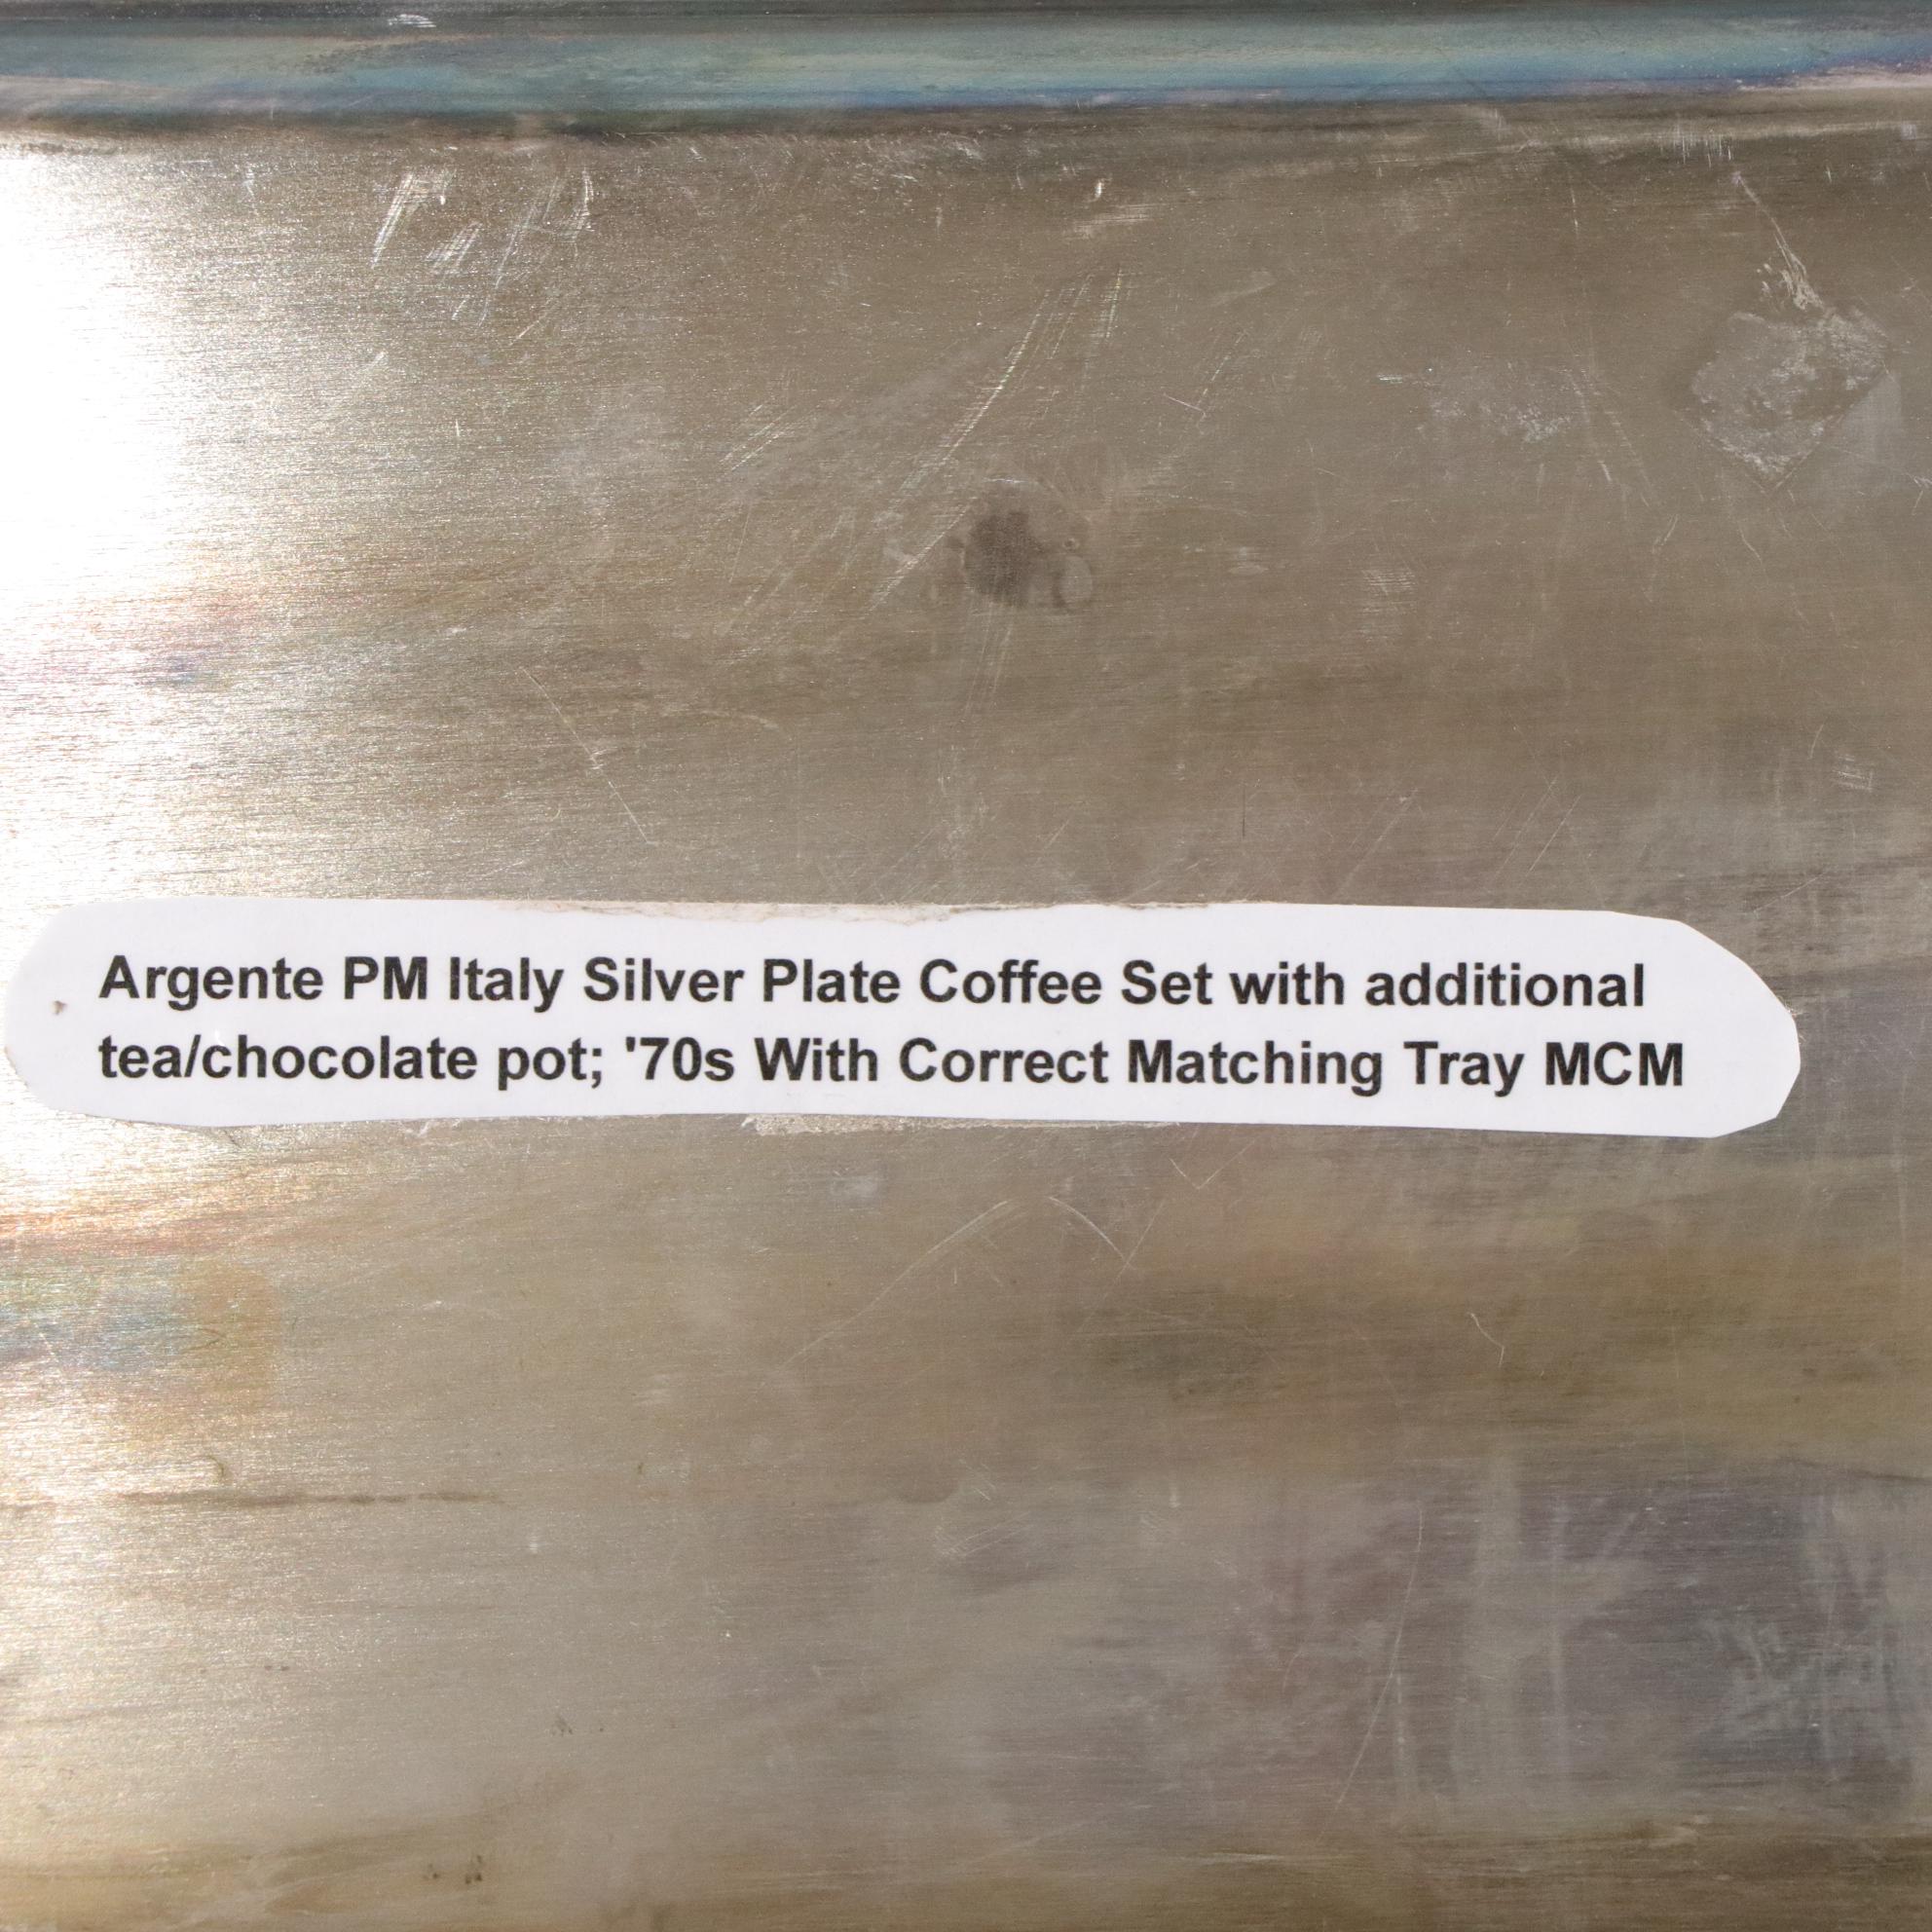 Argente PM Italy Silver Plate Coffee Set with additional
tea/chocolate pot; '70s With Correct Matching Tray MCM